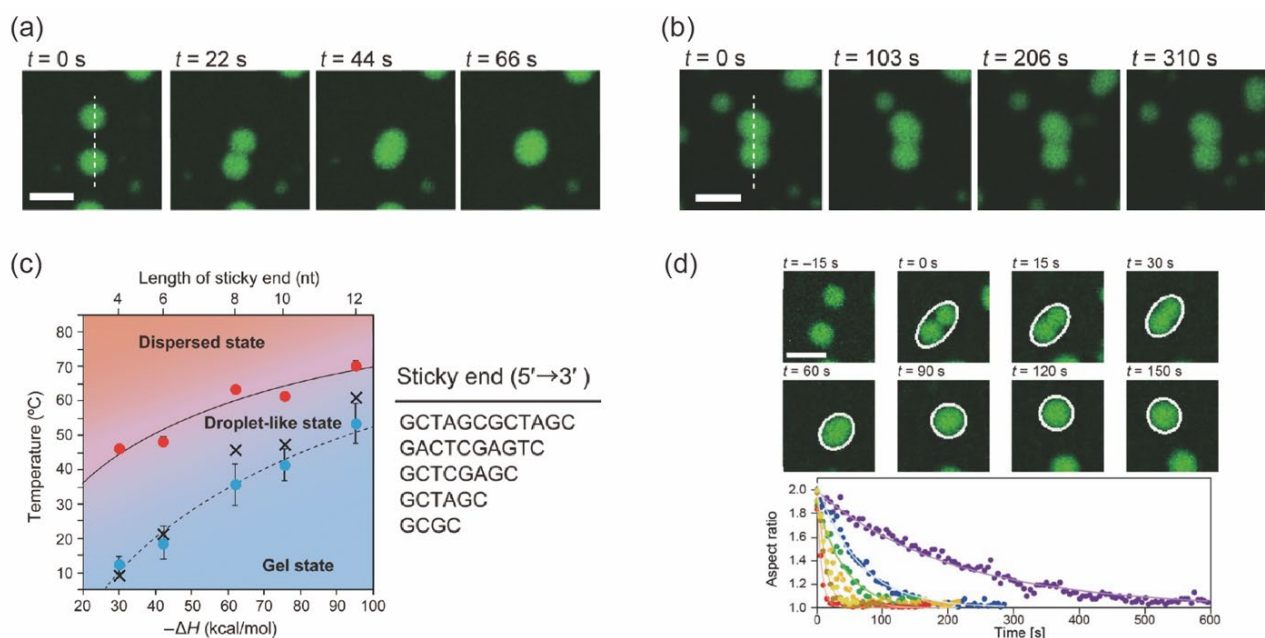 (a)
t = 0 s
22 s
44 s
66 s
(b)
t = 0 s
103 s
206 s
310 s
(c)
Length of sticky end (nt)
4 6 8 10 12
Temperature (ºC)
80
70
60
50
40
30
20
10
Dispersed state
Droplet-like state
Gel state
20 30 40 50 60 70 80 90 100
−ΔH (kcal/mol)
Sticky end (5′→3′)
GCTAGCGCTAGC
GACTCGAGTC
GCTCGAGC
GCTAGC
GCGC
(d)
t = −15 s
t = 0 s
t = 15 s
t = 30 s
t = 60 s
t = 90 s
t = 120 s
t = 150 s
Aspect ratio
2.0
1.8
1.6
1.4
1.2
1.0
0 100 200 300 400 500 600
Time [s]